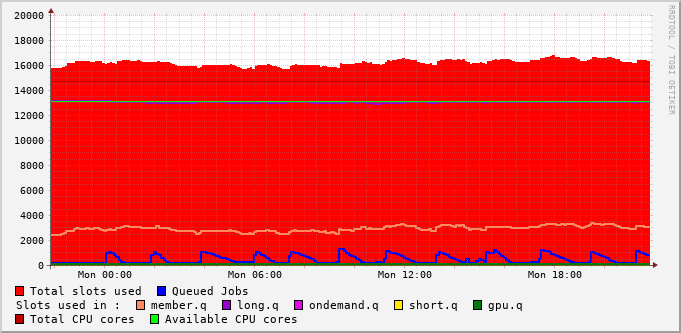 20000
18000
16000
14000
12000
10000
8000
6000
4000
2000
0
Mon 00:00 Mon 06:00 Mon 12:00 Mon 18:00
RRDTOOL / TOBI OETIKER
Total slots used Queued Jobs
Slots used in : member.q long.q ondemand.q short.q gpu.q
Total CPU cores Available CPU cores